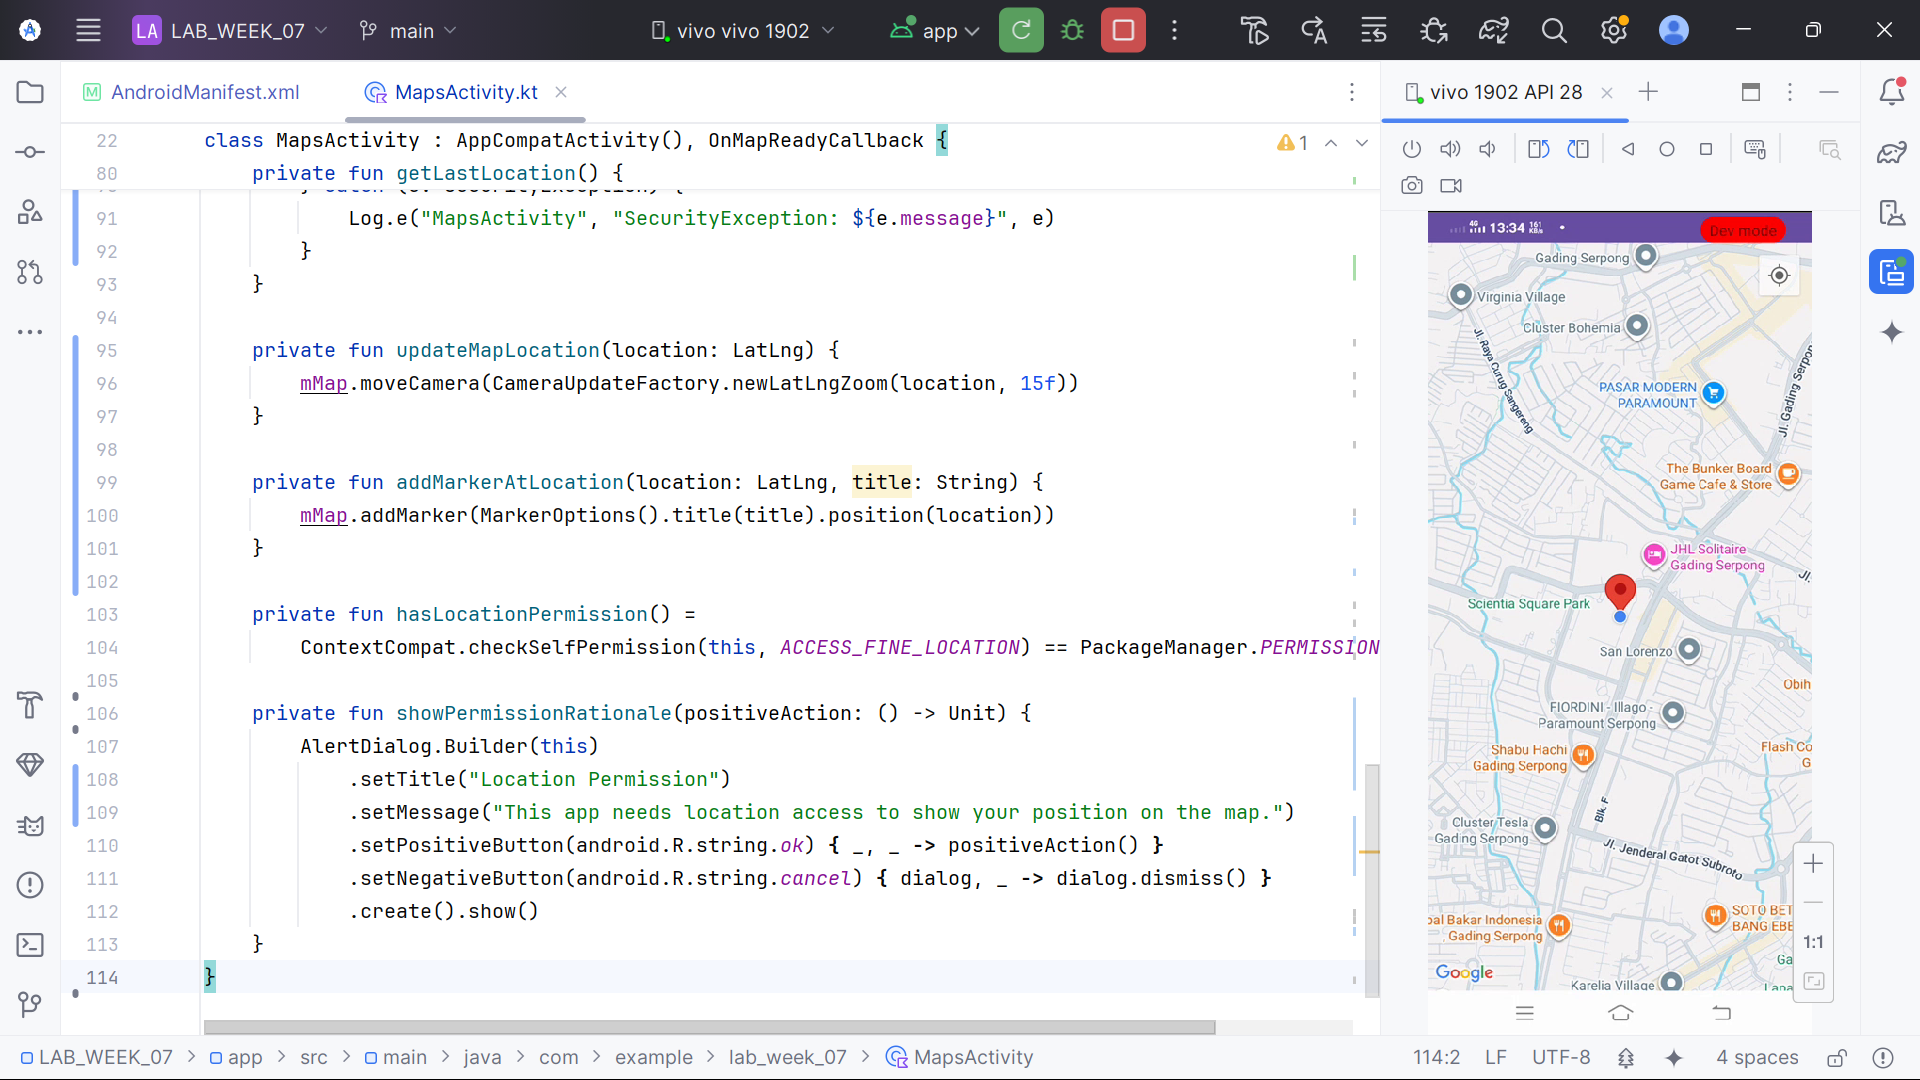 LA LAB_WEEK_07
main
vivo vivo 1902
app
AndroidManifest.xml
MapsActivity.kt
22 class MapsActivity : AppCompatActivity(), OnMapReadyCallback {
1
80 private fun getLastLocation() {
91 Log.e("MapsActivity", "SecurityException: ${e.message}", e)
92 }
93 }
94
95 private fun updateMapLocation(location: LatLng) {
96 mMap.moveCamera(CameraUpdateFactory.newLatLngZoom(location, 15f))
97 }
98
99 private fun addMarkerAtLocation(location: LatLng, title: String) {
100 mMap.addMarker(MarkerOptions().title(title).position(location))
101 }
102
103 private fun hasLocationPermission() =
104 ContextCompat.checkSelfPermission(this, ACCESS_FINE_LOCATION) == PackageManager.PERMISSION
105
106 private fun showPermissionRationale(positiveAction: () -> Unit) {
107 AlertDialog.Builder(this)
108 .setTitle("Location Permission")
109 .setMessage("This app needs location access to show your position on the map.")
110 .setPositiveButton(android.R.string.ok) { _, _ -> positiveAction() }
111 .setNegativeButton(android.R.string.cancel) { dialog, _ -> dialog.dismiss() }
112 .create().show()
113 }
114 }
vivo 1902 API 28
4G 13:34 161 KB/s
Dev mode
Gading Serpong
Virginia Village
Cluster Bohemia
Jl. Raya Curug Sangereng
Jl. Gading Serpon
PASAR MODERN
PARAMOUNT
The Bunker Board
Game Cafe & Store
JHL Solitaire
Gading Serpong
Jl.
Scientia Square Park
San Lorenzo
Obih
FIORDINI - Illago -
Paramount Serpong
Shabu Hachi
Gading Serpong
Flash Co
G
Blk. F
Cluster Tesla
Gading Serpong
Jl. Jenderal Gatot Subroto
SOTO BET
BANG EBE
bal Bakar Indonesia
, Gading Serpong
1:1
Ga
Google
Karelia Village
Lapa
LAB_WEEK_07 > app > src > main > java > com > example > lab_week_07 > MapsActivity
114:2 LF UTF-8 4 spaces